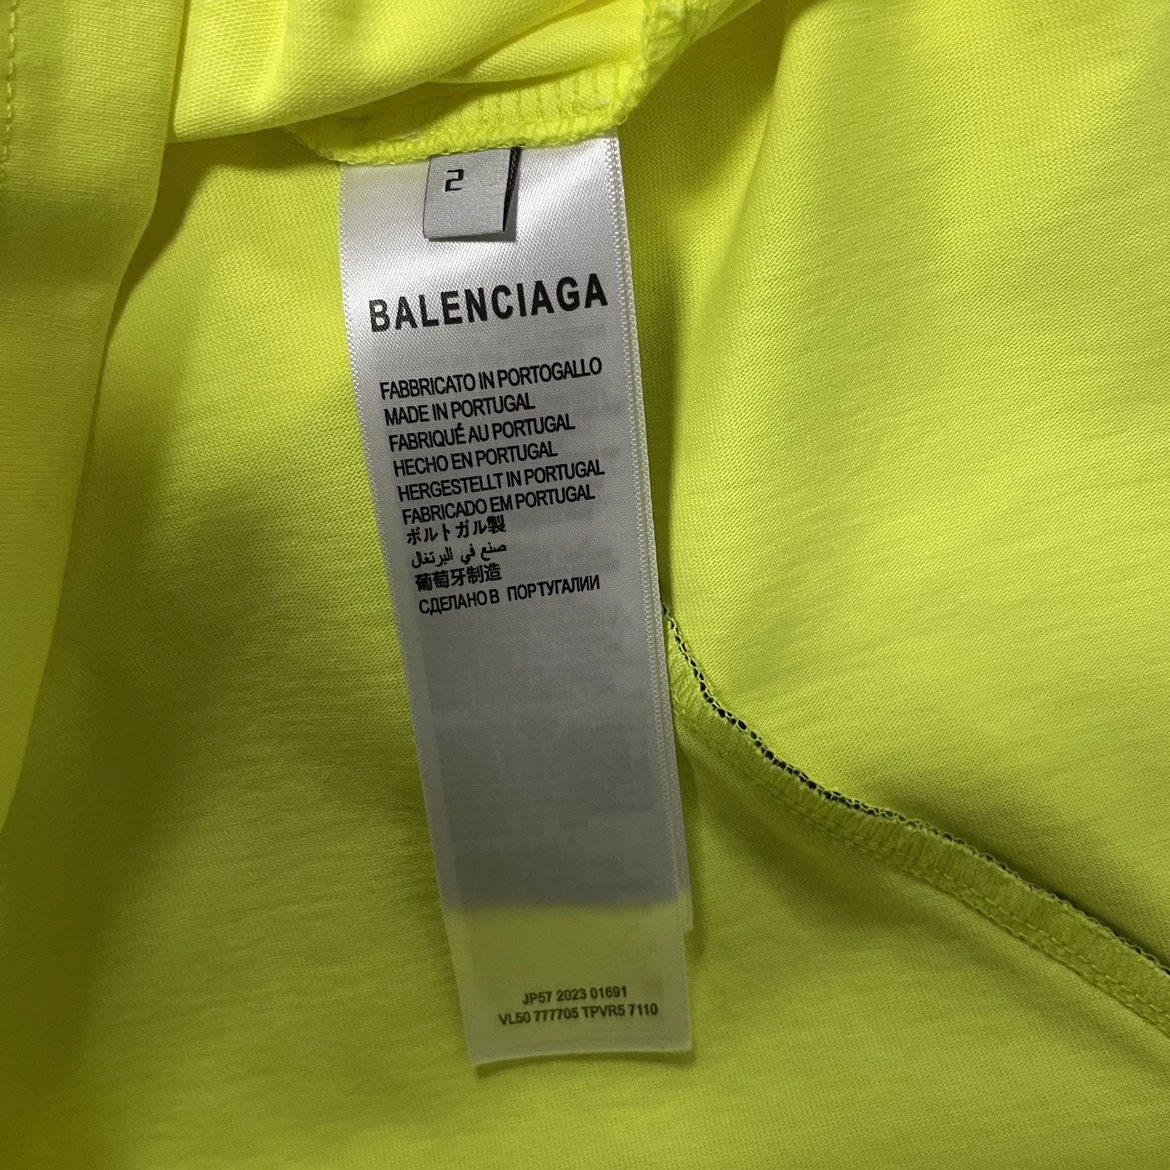 2
BALENCIAGA
FABBRICATO IN PORTOGALLO
MADE IN PORTUGAL
FABRIQUÉ AU PORTUGAL
HECHO EN PORTUGAL
HERGESTELLT IN PORTUGAL
FABRICADO EM PORTUGAL
ポルトガル製
صنع في البرتغال
葡萄牙制造
СДЕЛАНО В ПОРТУГАЛИИ
JP57 2023 01691
VL50 777705 TPVR5 7110